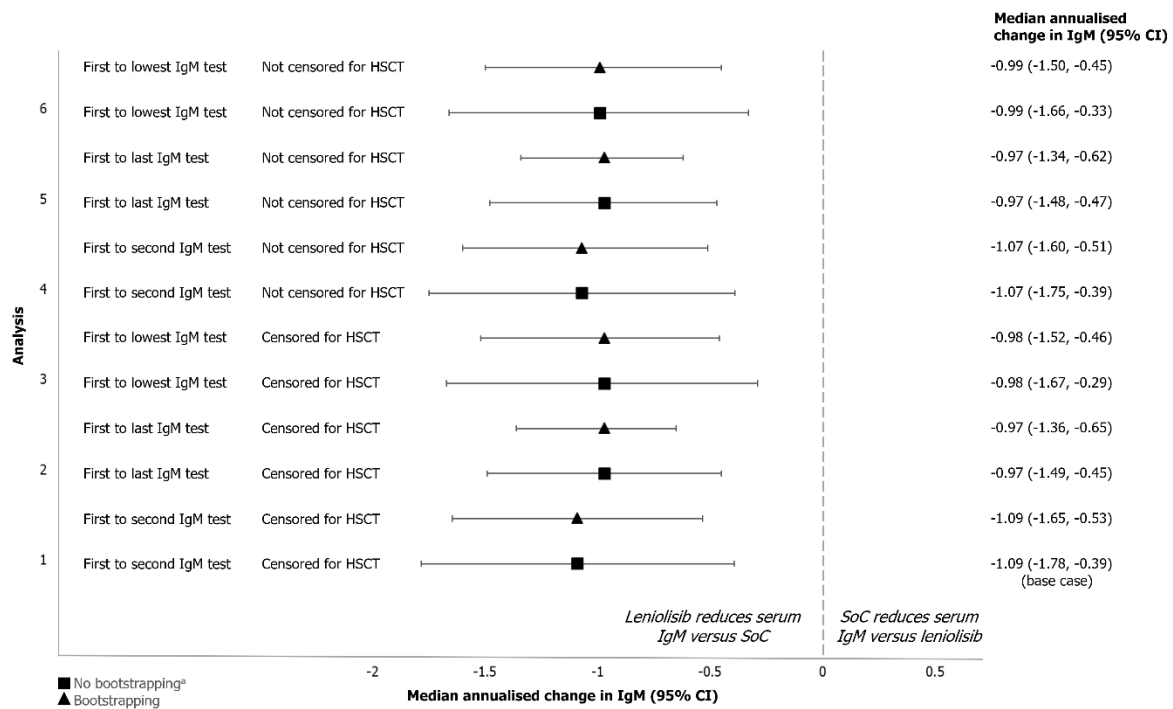 Median annualised
change in IgM (95% CI)
First to lowest IgM test Not censored for HSCT -0.99 (-1.50, -0.45)
6 First to lowest IgM test Not censored for HSCT -0.99 (-1.66, -0.33)
First to last IgM test Not censored for HSCT -0.97 (-1.34, -0.62)
5 First to last IgM test Not censored for HSCT -0.97 (-1.48, -0.47)
First to second IgM test Not censored for HSCT -1.07 (-1.60, -0.51)
4 First to second IgM test Not censored for HSCT -1.07 (-1.75, -0.39)
Analysis
First to lowest IgM test Censored for HSCT -0.98 (-1.52, -0.46)
3 First to lowest IgM test Censored for HSCT -0.98 (-1.67, -0.29)
First to last IgM test Censored for HSCT -0.97 (-1.36, -0.65)
2 First to last IgM test Censored for HSCT -0.97 (-1.49, -0.45)
First to second IgM test Censored for HSCT -1.09 (-1.65, -0.53)
1 First to second IgM test Censored for HSCT -1.09 (-1.78, -0.39)
(base case)
Leniolisib reduces serum SoC reduces serum
IgM versus SoC IgM versus leniolisib
-2 -1.5 -1 -0.5 0 0.5
No bootstrappingª
Bootstrapping
Median annualised change in IgM (95% CI)